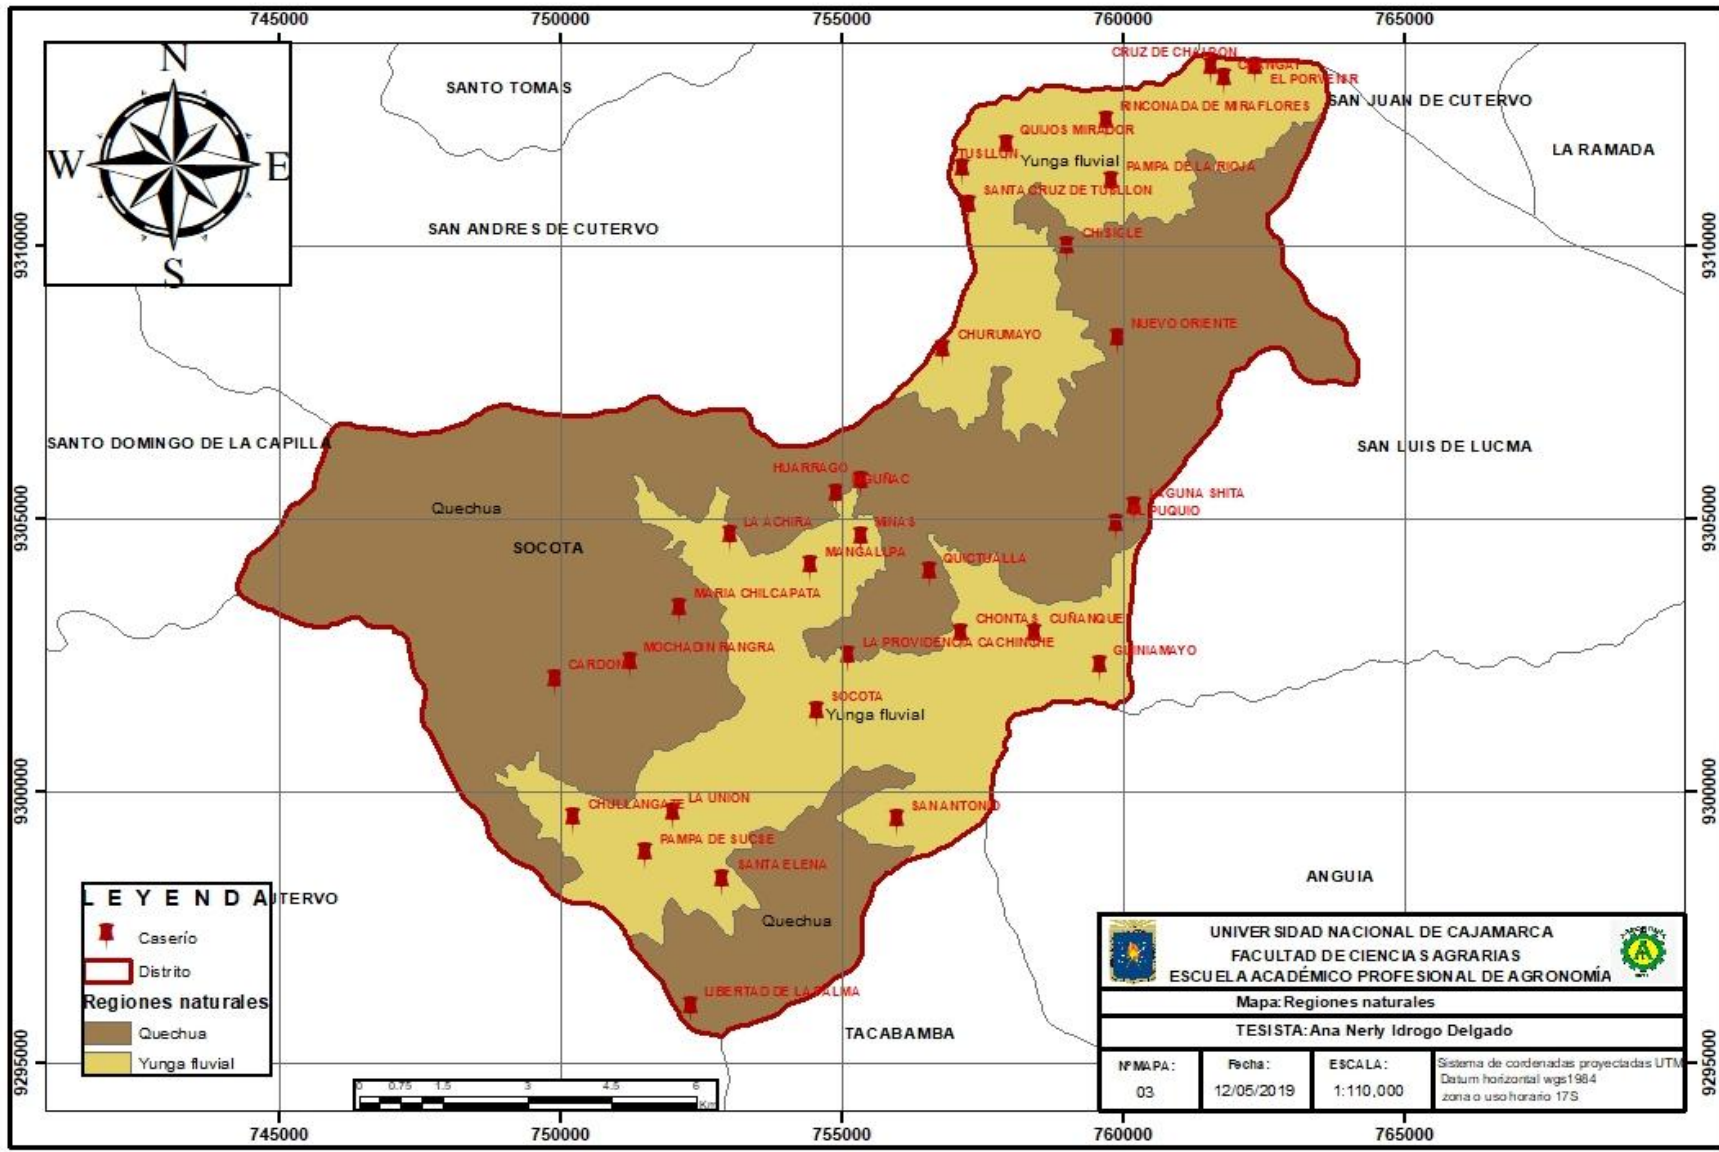 745000
750000
755000
760000
765000
N
W
E
S
SANTO TOMAS
SAN ANDRES DE CUTERVO
SANTO DOMINGO DE LA CAPILLA
SAN JUAN DE CUTERVO
LA RAMADA
SAN LUIS DE LUCMA
ANGUIA
TACABAMBA
UTERVO
9310000
9305000
9300000
9295000
9310000
9305000
9300000
9295000
CRUZ DE CHALPON
EL PORVENIR
RINCONADA DE MIRAFLORES
QUIJOS MIRADOR
TUSLLON
Yunga fluvial
PAMPA DE LA RIOJA
SANTA CRUZ DE TUSLLON
CHISIGLE
NUEVO ORIENTE
CHURUMAYO
HUARRAGO
GUÑAC
Quechua
LAGUNA SHITA
PUQUIO
LA ACHIRA
MINAS
SOCOTA
MANGALLPA
QUICTUALLA
MARIA CHILCAPATA
CHONTAS
CUÑANQUE
LA PROVIDENCIA CACHINCHE
MOCHADIN RANGRA
GUINIAMAYO
CARDON
SOCOTA
Yunga fluvial
CHULLANGATE
LA UNION
SAN ANTONIO
PAMPA DE SUCSE
SANTA ELENA
Quechua
LIBERTAD DE LA PALMA
LEYENDA
Caserío
Distrito
Regiones naturales
Quechua
Yunga fluvial
0 0.75 1.5 3 4.5 6
Km
UNIVERSIDAD NACIONAL DE CAJAMARCA
FACULTAD DE CIENCIAS AGRARIAS
ESCUELA ACADÉMICO PROFESIONAL DE AGRONOMÍA
Mapa: Regiones naturales
TESISTA: Ana Nerly Idrogo Delgado
NºMAPA:
03
Fecha:
12/05/2019
ESCALA:
1:110,000
Sistema de cordenadas proyectadas UTM
Datum horizontal wgs1984
zona o uso horario 17S
745000
750000
755000
760000
765000